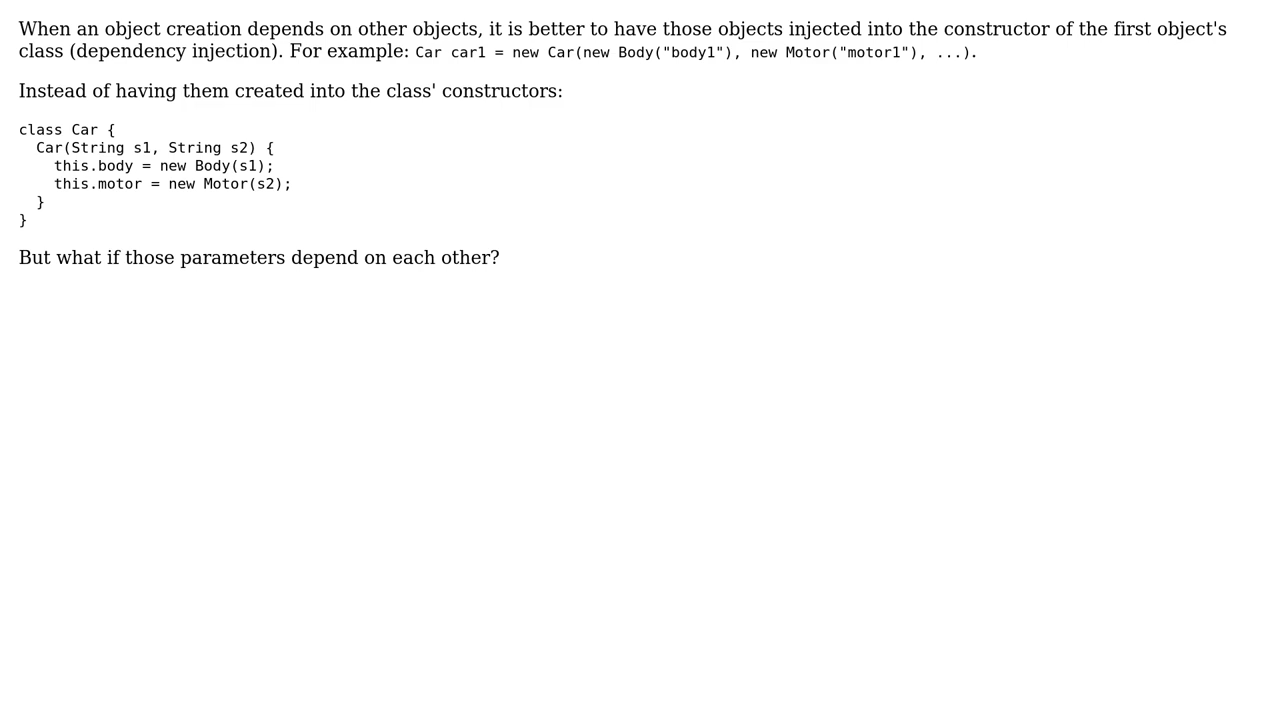 When an object creation depends on other objects, it is better to have those objects injected into the constructor of the first object's
class (dependency injection). For example: Car car1 = new Car(new Body("body1"), new Motor("motor1"), ...).
Instead of having them created into the class' constructors:
class Car {
  Car(String s1, String s2) {
    this.body = new Body(s1);
    this.motor = new Motor(s2);
  }
}
But what if those parameters depend on each other?